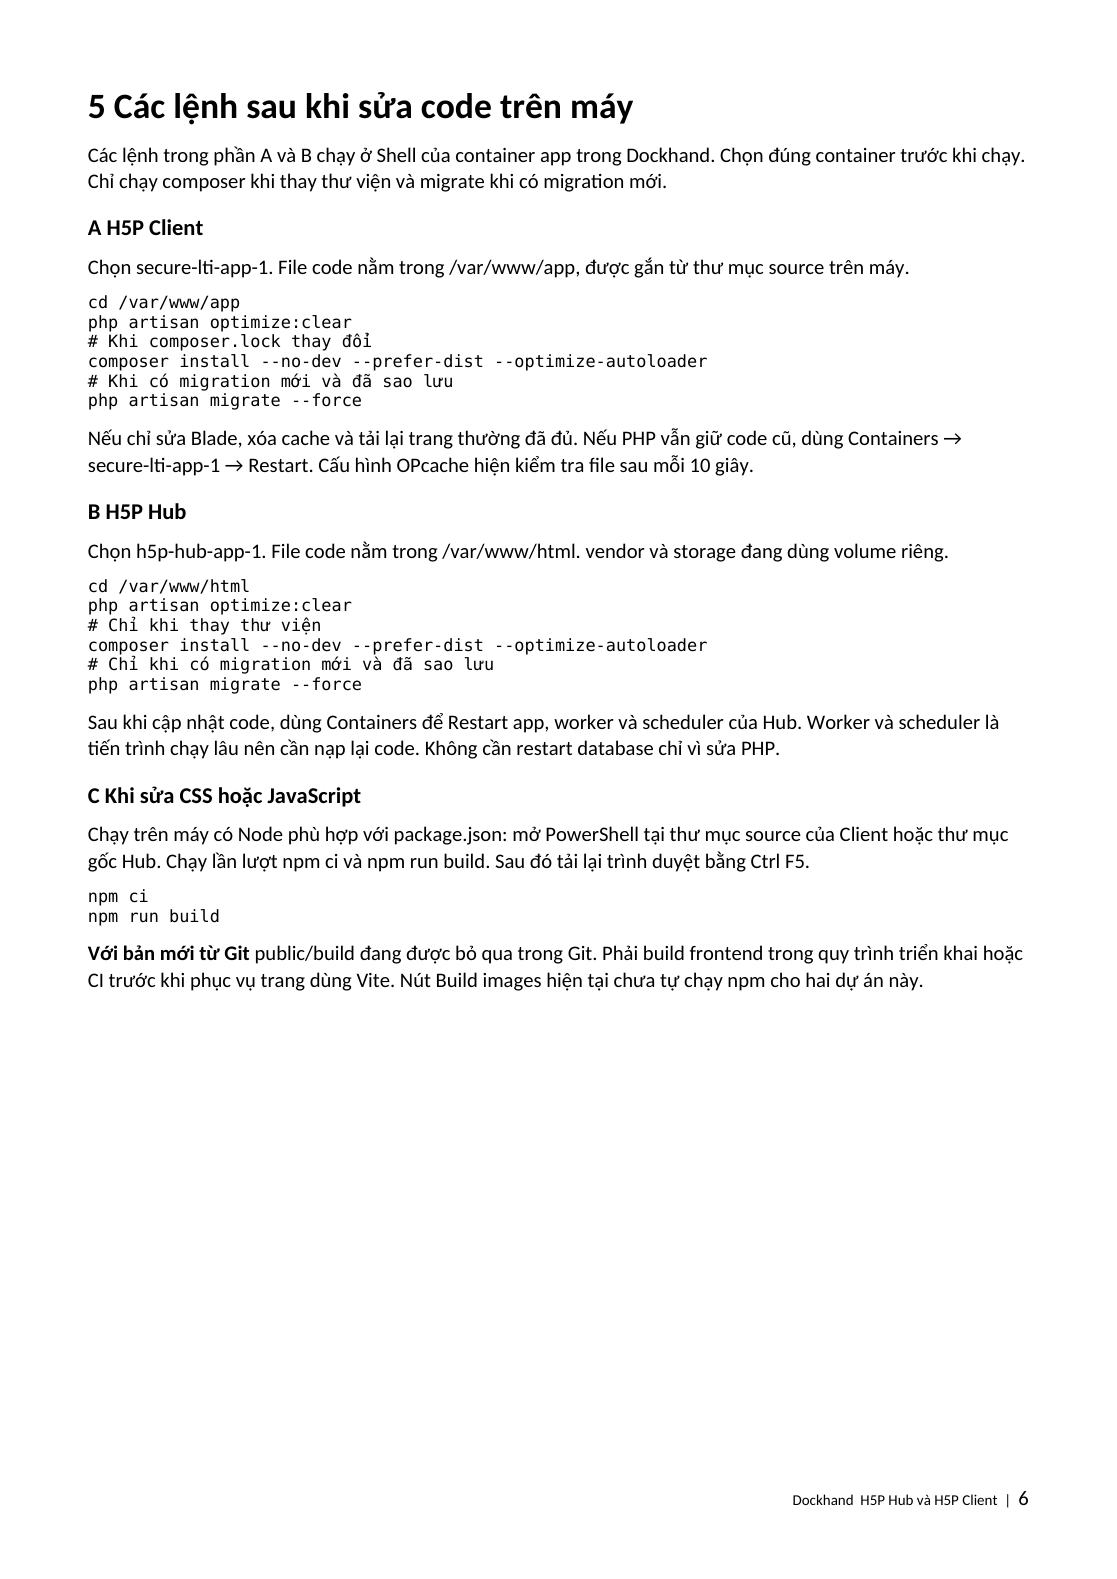 5 Các lệnh sau khi sửa code trên máy
Các lệnh trong phần A và B chạy ở Shell của container app trong Dockhand. Chọn đúng container trước khi chạy.
Chỉ chạy composer khi thay thư viện và migrate khi có migration mới.
A H5P Client
Chọn secure-lti-app-1. File code nằm trong /var/www/app, được gắn từ thư mục source trên máy.
cd /var/www/app
php artisan optimize:clear
# Khi composer.lock thay đổi
composer install --no-dev --prefer-dist --optimize-autoloader
# Khi có migration mới và đã sao lưu
php artisan migrate --force
Nếu chỉ sửa Blade, xóa cache và tải lại trang thường đã đủ. Nếu PHP vẫn giữ code cũ, dùng Containers →
secure-lti-app-1 → Restart. Cấu hình OPcache hiện kiểm tra file sau mỗi 10 giây.
B H5P Hub
Chọn h5p-hub-app-1. File code nằm trong /var/www/html. vendor và storage đang dùng volume riêng.
cd /var/www/html
php artisan optimize:clear
# Chỉ khi thay thư viện
composer install --no-dev --prefer-dist --optimize-autoloader
# Chỉ khi có migration mới và đã sao lưu
php artisan migrate --force
Sau khi cập nhật code, dùng Containers để Restart app, worker và scheduler của Hub. Worker và scheduler là
tiến trình chạy lâu nên cần nạp lại code. Không cần restart database chỉ vì sửa PHP.
C Khi sửa CSS hoặc JavaScript
Chạy trên máy có Node phù hợp với package.json: mở PowerShell tại thư mục source của Client hoặc thư mục
gốc Hub. Chạy lần lượt npm ci và npm run build. Sau đó tải lại trình duyệt bằng Ctrl F5.
npm ci
npm run build
Với bản mới từ Git public/build đang được bỏ qua trong Git. Phải build frontend trong quy trình triển khai hoặc
CI trước khi phục vụ trang dùng Vite. Nút Build images hiện tại chưa tự chạy npm cho hai dự án này.
Dockhand H5P Hub và H5P Client | 6